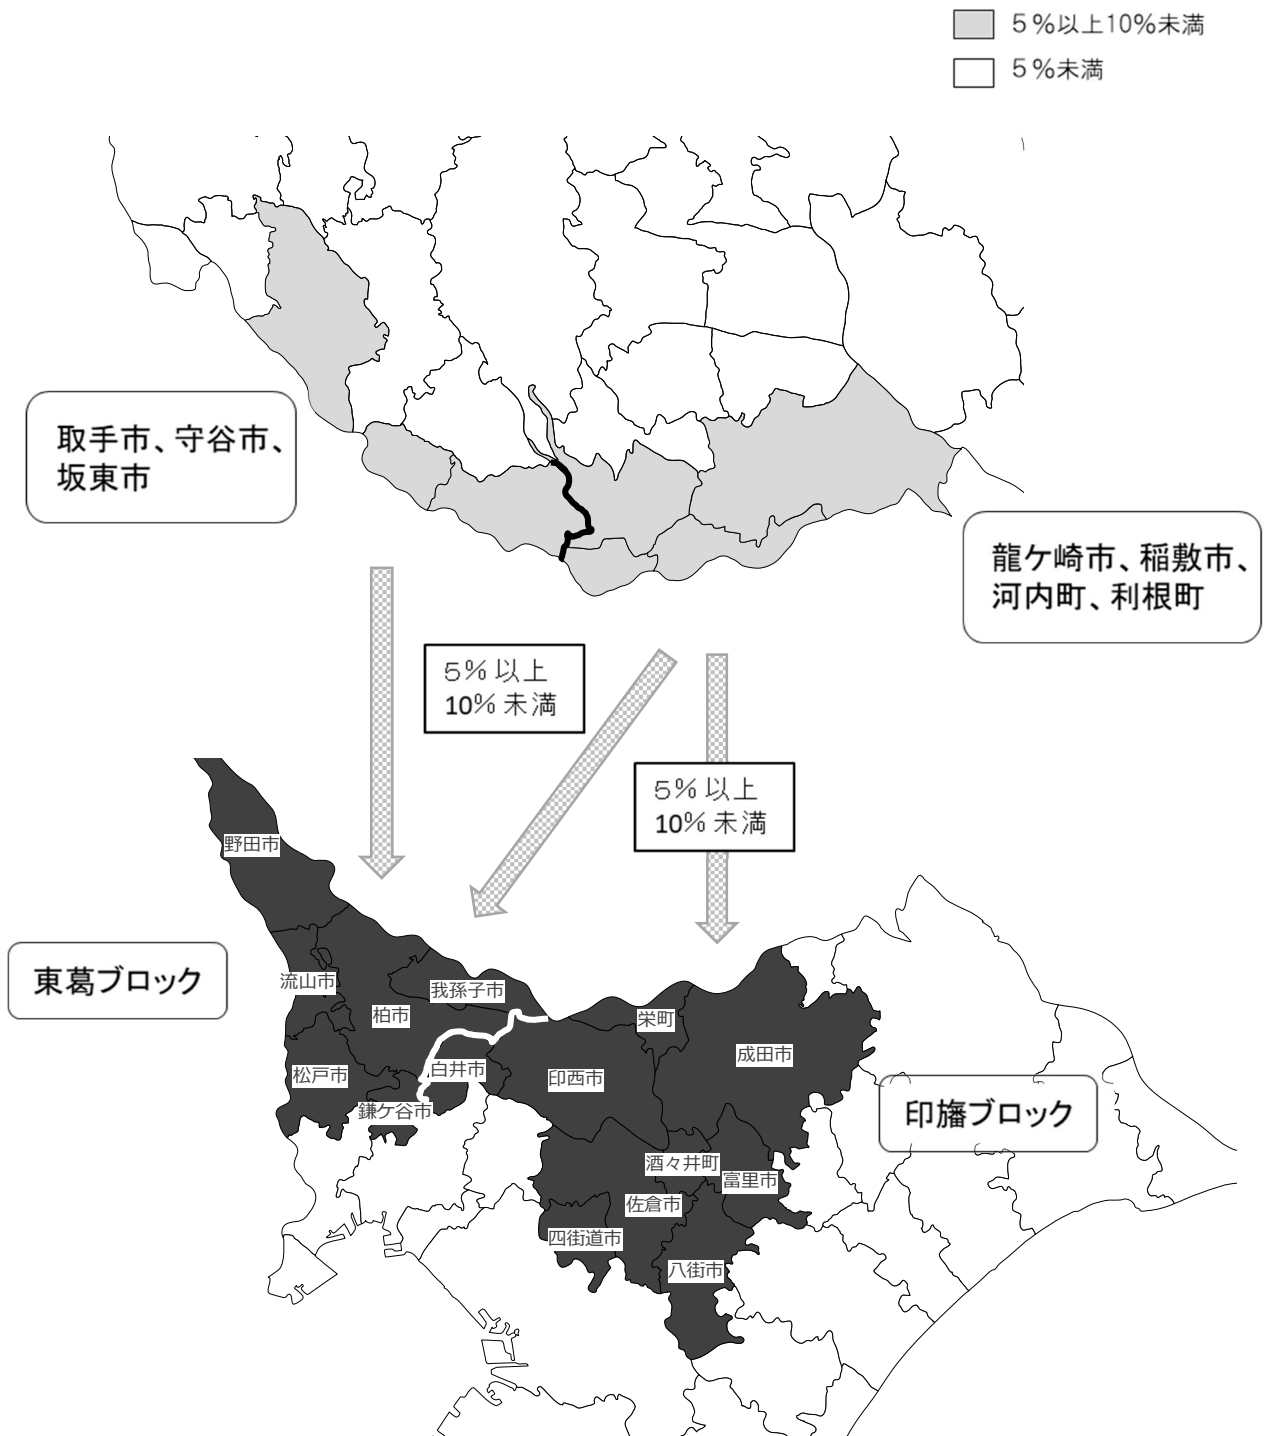 ５％以上10％未満
５％未満
取手市、守谷市、
坂東市
龍ケ崎市、稲敷市、
河内町、利根町
５％以上
10％未満
５％以上
10％未満
野田市
東葛ブロック
流山市
我孫子市
柏市
栄町
成田市
松戸市
白井市
印西市
鎌ケ谷市
印旛ブロック
酒々井町
富里市
佐倉市
四街道市
八街市